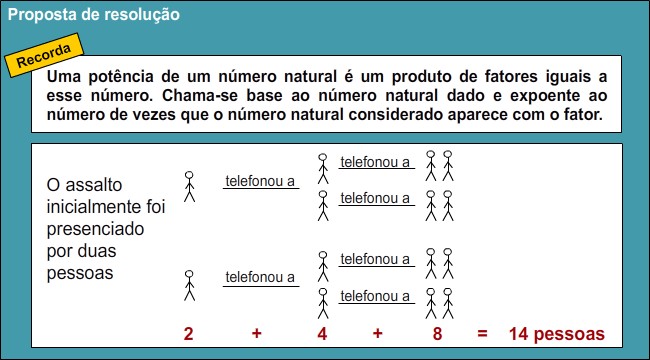 Proposta de resolução
Recorda
Uma potência de um número natural é um produto de fatores iguais a
esse número. Chama-se base ao número natural dado e expoente ao
número de vezes que o número natural considerado aparece com o fator.
O assalto
inicialmente foi
presenciado
por duas
pessoas
telefonou a
telefonou a
telefonou a
telefonou a
telefonou a
telefonou a
2 + 4 + 8 = 14 pessoas